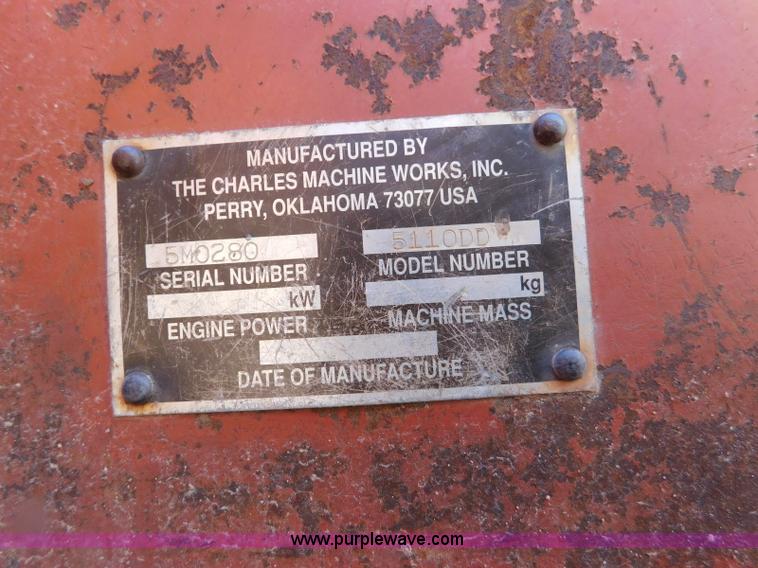 MANUFACTURED BY
THE CHARLES MACHINE WORKS, INC.
PERRY, OKLAHOMA 73077 USA
5M0280 5110DD
SERIAL NUMBER MODEL NUMBER
kW kg
ENGINE POWER MACHINE MASS
DATE OF MANUFACTURE
www.purplewave.com